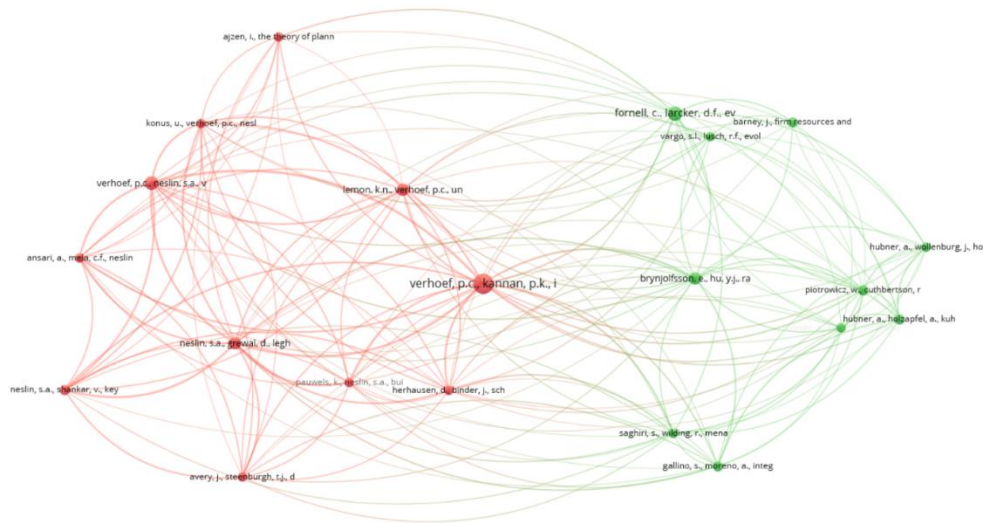 ajzen, i., the theory of plann
fornell, c., larcker, d.f., ev
barney, j., firm resources and
konus, u., verhoef, p.c., nesl
vargo, s.l., lusch, r.f., evol
verhoef, p.c., neslin, s.a., v
lemon, k.n., verhoef, p.c., un
hubner, a., wollenburg, j., ho
ansari, a., mela, c.f., neslin
brynjolfsson, e., hu, y.j., ra
verhoef, p.c., kannan, p.k., i
piotrowicz, w., cuthbertson, r
hubner, a., holzapfel, a., kuh
neslin, s.a., grewal, d., legh
pauwels, k., neslin, s.a., bui
neslin, s.a., shankar, v., key
herhausen, d., binder, j., sch
saghiri, s., wilding, r., mena
gallino, s., moreno, a., integ
avery, j., steenburgh, t.j., d